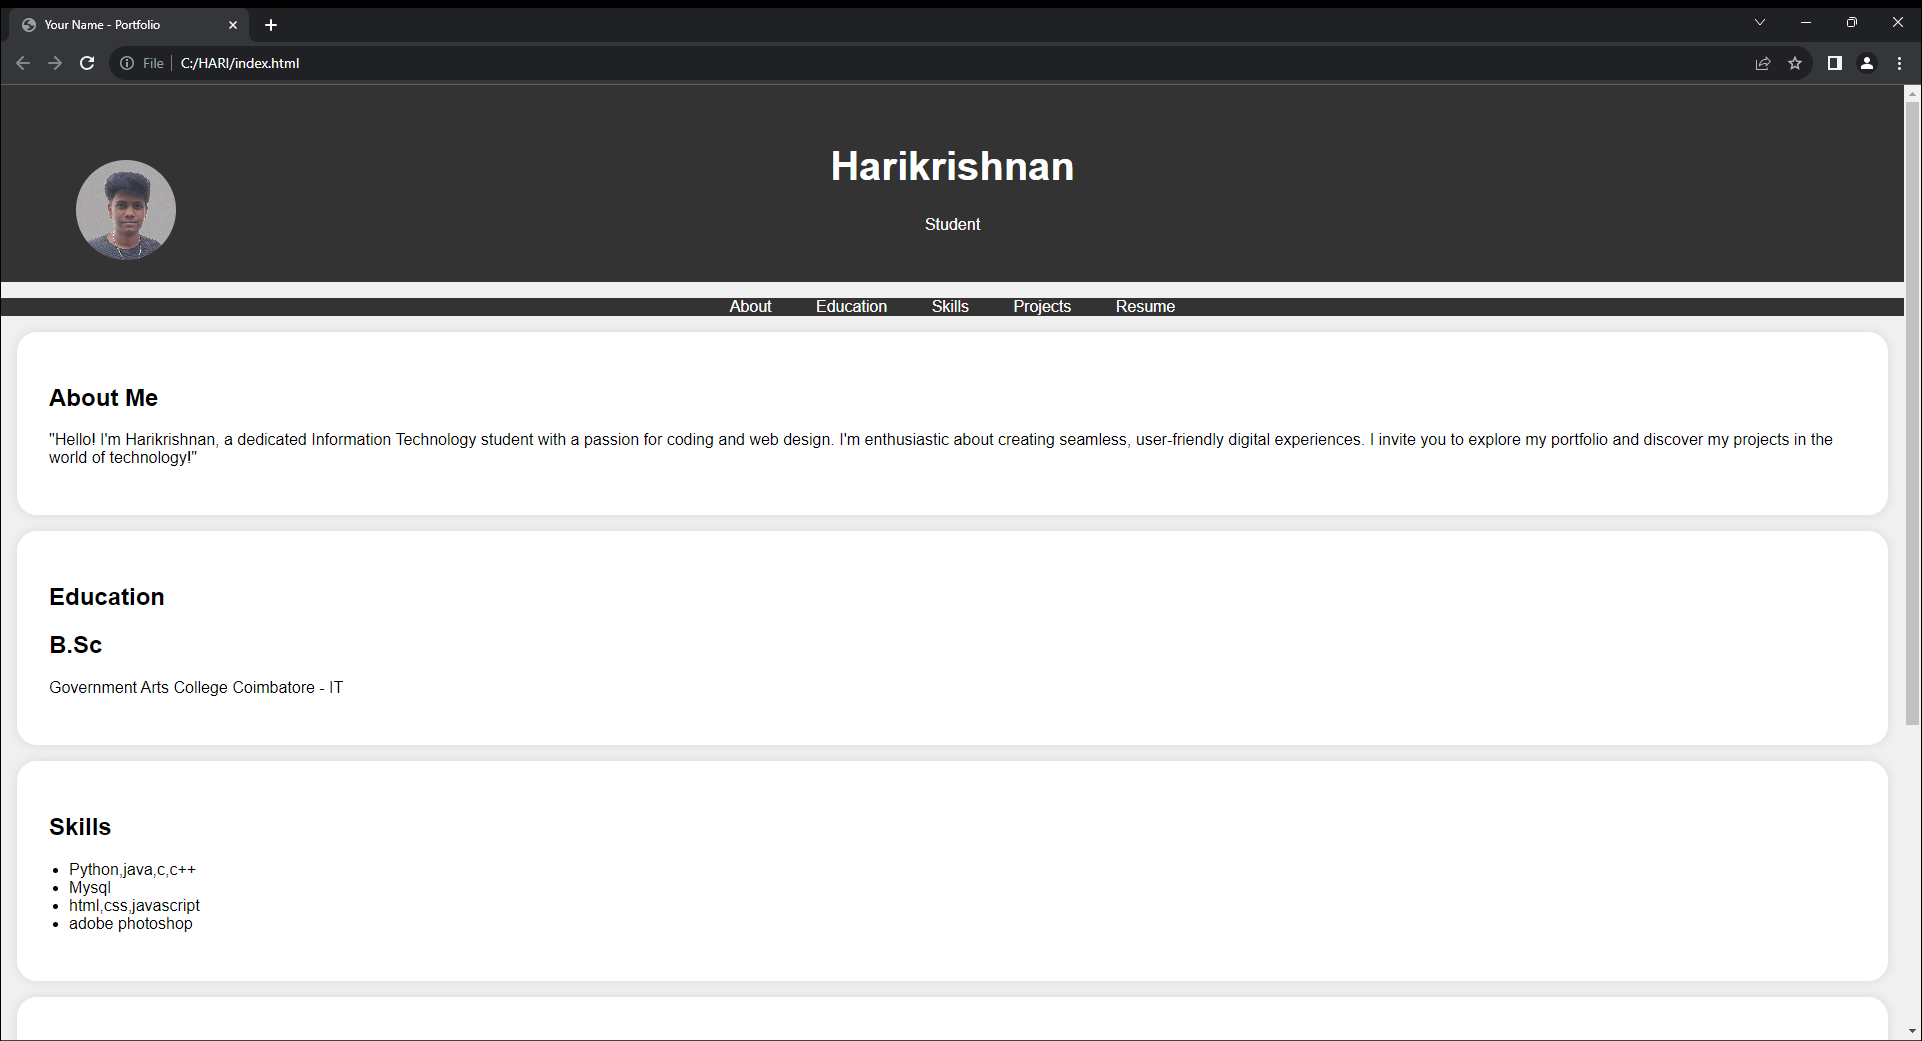 Your Name - Portfolio
File
C:/HARI/index.html
Harikrishnan
Student
About Education Skills Projects Resume
About Me
"Hello! I'm Harikrishnan, a dedicated Information Technology student with a passion for coding and web design. I'm enthusiastic about creating seamless, user-friendly digital experiences. I invite you to explore my portfolio and discover my projects in the
world of technology!"
Education
B.Sc
Government Arts College Coimbatore - IT
Skills
Python,java,c,c++
Mysql
html,css,javascript
adobe photoshop